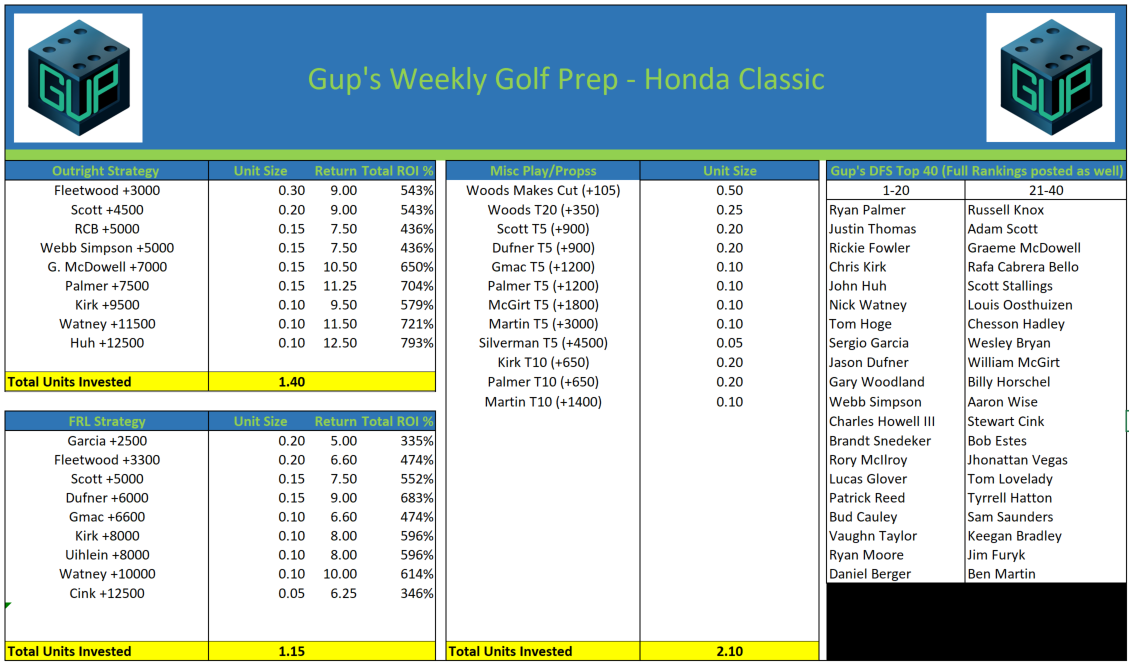 GUP
GUP
Gup's Weekly Golf Prep - Honda Classic
Outright Strategy Unit Size Return Total ROI %
Fleetwood +3000 0.30 9.00 543%
Scott +4500 0.20 9.00 543%
RCB +5000 0.15 7.50 436%
Webb Simpson +5000 0.15 7.50 436%
G. McDowell +7000 0.15 10.50 650%
Palmer +7500 0.15 11.25 704%
Kirk +9500 0.10 9.50 579%
Watney +11500 0.10 11.50 721%
Huh +12500 0.10 12.50 793%
Total Units Invested 1.40
FRL Strategy Unit Size Return Total ROI %
Garcia +2500 0.20 5.00 335%
Fleetwood +3300 0.20 6.60 474%
Scott +5000 0.15 7.50 552%
Dufner +6000 0.15 9.00 683%
Gmac +6600 0.10 6.60 474%
Kirk +8000 0.10 8.00 596%
Uihlein +8000 0.10 8.00 596%
Watney +10000 0.10 10.00 614%
Cink +12500 0.05 6.25 346%
Total Units Invested 1.15
Misc Play/Propss Unit Size
Woods Makes Cut (+105) 0.50
Woods T20 (+350) 0.25
Scott T5 (+900) 0.20
Dufner T5 (+900) 0.20
Gmac T5 (+1200) 0.10
Palmer T5 (+1200) 0.10
McGirt T5 (+1800) 0.10
Martin T5 (+3000) 0.10
Silverman T5 (+4500) 0.05
Kirk T10 (+650) 0.20
Palmer T10 (+650) 0.20
Martin T10 (+1400) 0.10
Total Units Invested 2.10
Gup's DFS Top 40 (Full Rankings posted as well)
1-20 21-40
Ryan Palmer Russell Knox
Justin Thomas Adam Scott
Rickie Fowler Graeme McDowell
Chris Kirk Rafa Cabrera Bello
John Huh Scott Stallings
Nick Watney Louis Oosthuizen
Tom Hoge Chesson Hadley
Sergio Garcia Wesley Bryan
Jason Dufner William McGirt
Gary Woodland Billy Horschel
Webb Simpson Aaron Wise
Charles Howell III Stewart Cink
Brandt Snedeker Bob Estes
Rory McIlroy Jhonattan Vegas
Lucas Glover Tom Lovelady
Patrick Reed Tyrrell Hatton
Bud Cauley Sam Saunders
Vaughn Taylor Keegan Bradley
Ryan Moore Jim Furyk
Daniel Berger Ben Martin